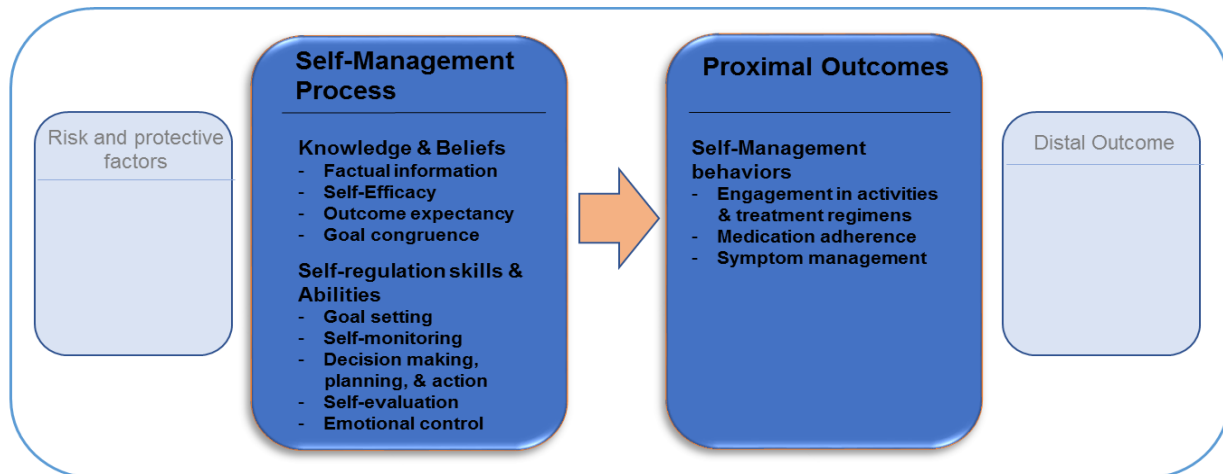 Risk and protective
factors
Self-Management
Process
Knowledge & Beliefs
- Factual information
- Self-Efficacy
- Outcome expectancy
- Goal congruence
Self-regulation skills &
Abilities
- Goal setting
- Self-monitoring
- Decision making,
planning, & action
- Self-evaluation
- Emotional control
Proximal Outcomes
Self-Management
behaviors
- Engagement in activities
& treatment regimens
- Medication adherence
- Symptom management
Distal Outcome